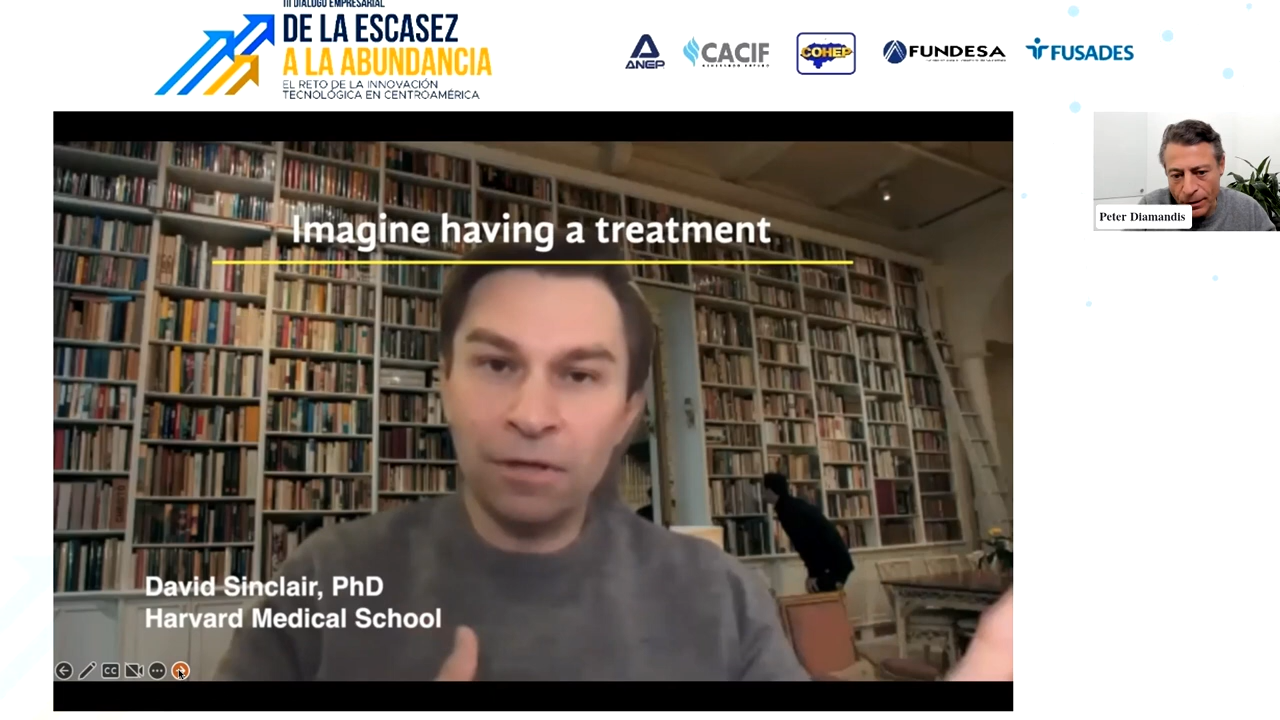 III DIÁLOGO EMPRESARIAL
DE LA ESCASEZ
A LA ABUNDANCIA
EL RETO DE LA INNOVACIÓN
TECNOLÓGICA EN CENTROAMÉRICA
ANEP
CACIF
COHEP
FUNDESA
FUSADES
Peter Diamandis
Imagine having a treatment
David Sinclair, PhD
Harvard Medical School
CC